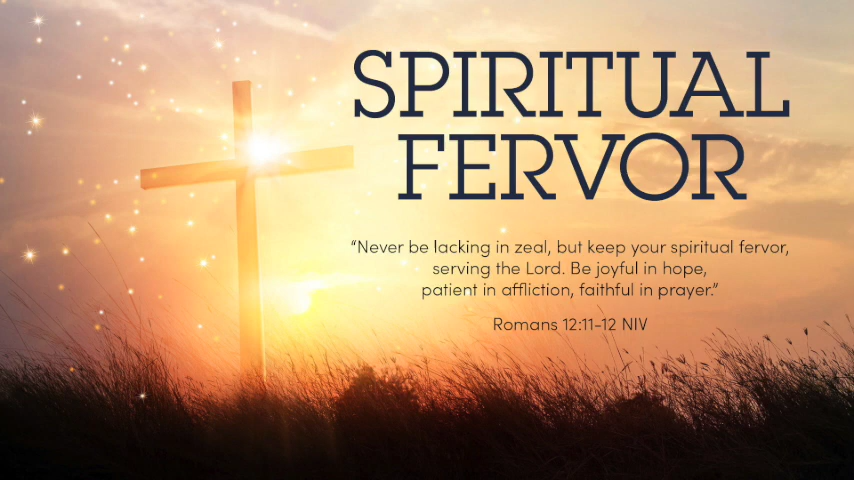 SPIRITUAL
FERVOR
“Never be lacking in zeal, but keep your spiritual fervor,
serving the Lord. Be joyful in hope,
patient in affliction, faithful in prayer.”
Romans 12:11-12 NIV